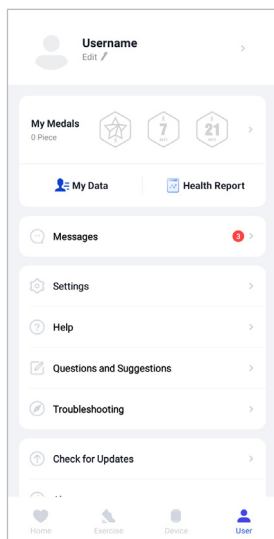 Username
Edit
My Medals
0 Piece
7
21
My Data
Health Report
Messages
3
Settings
Help
Questions and Suggestions
Troubleshooting
Check for Updates
Home
Exercise
Device
User